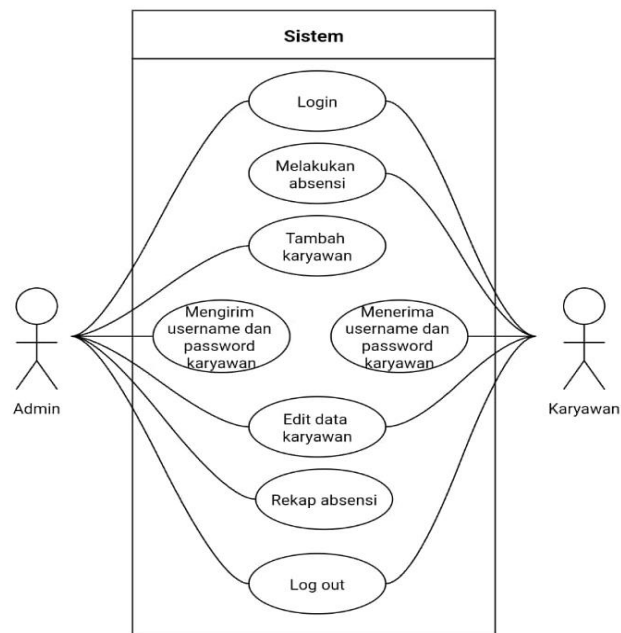 Sistem
Login
Melakukan
absensi
Tambah
karyawan
Mengirim
username dan
password
karyawan
Menerima
username dan
password
karyawan
Admin
Karyawan
Edit data
karyawan
Rekap absensi
Log out